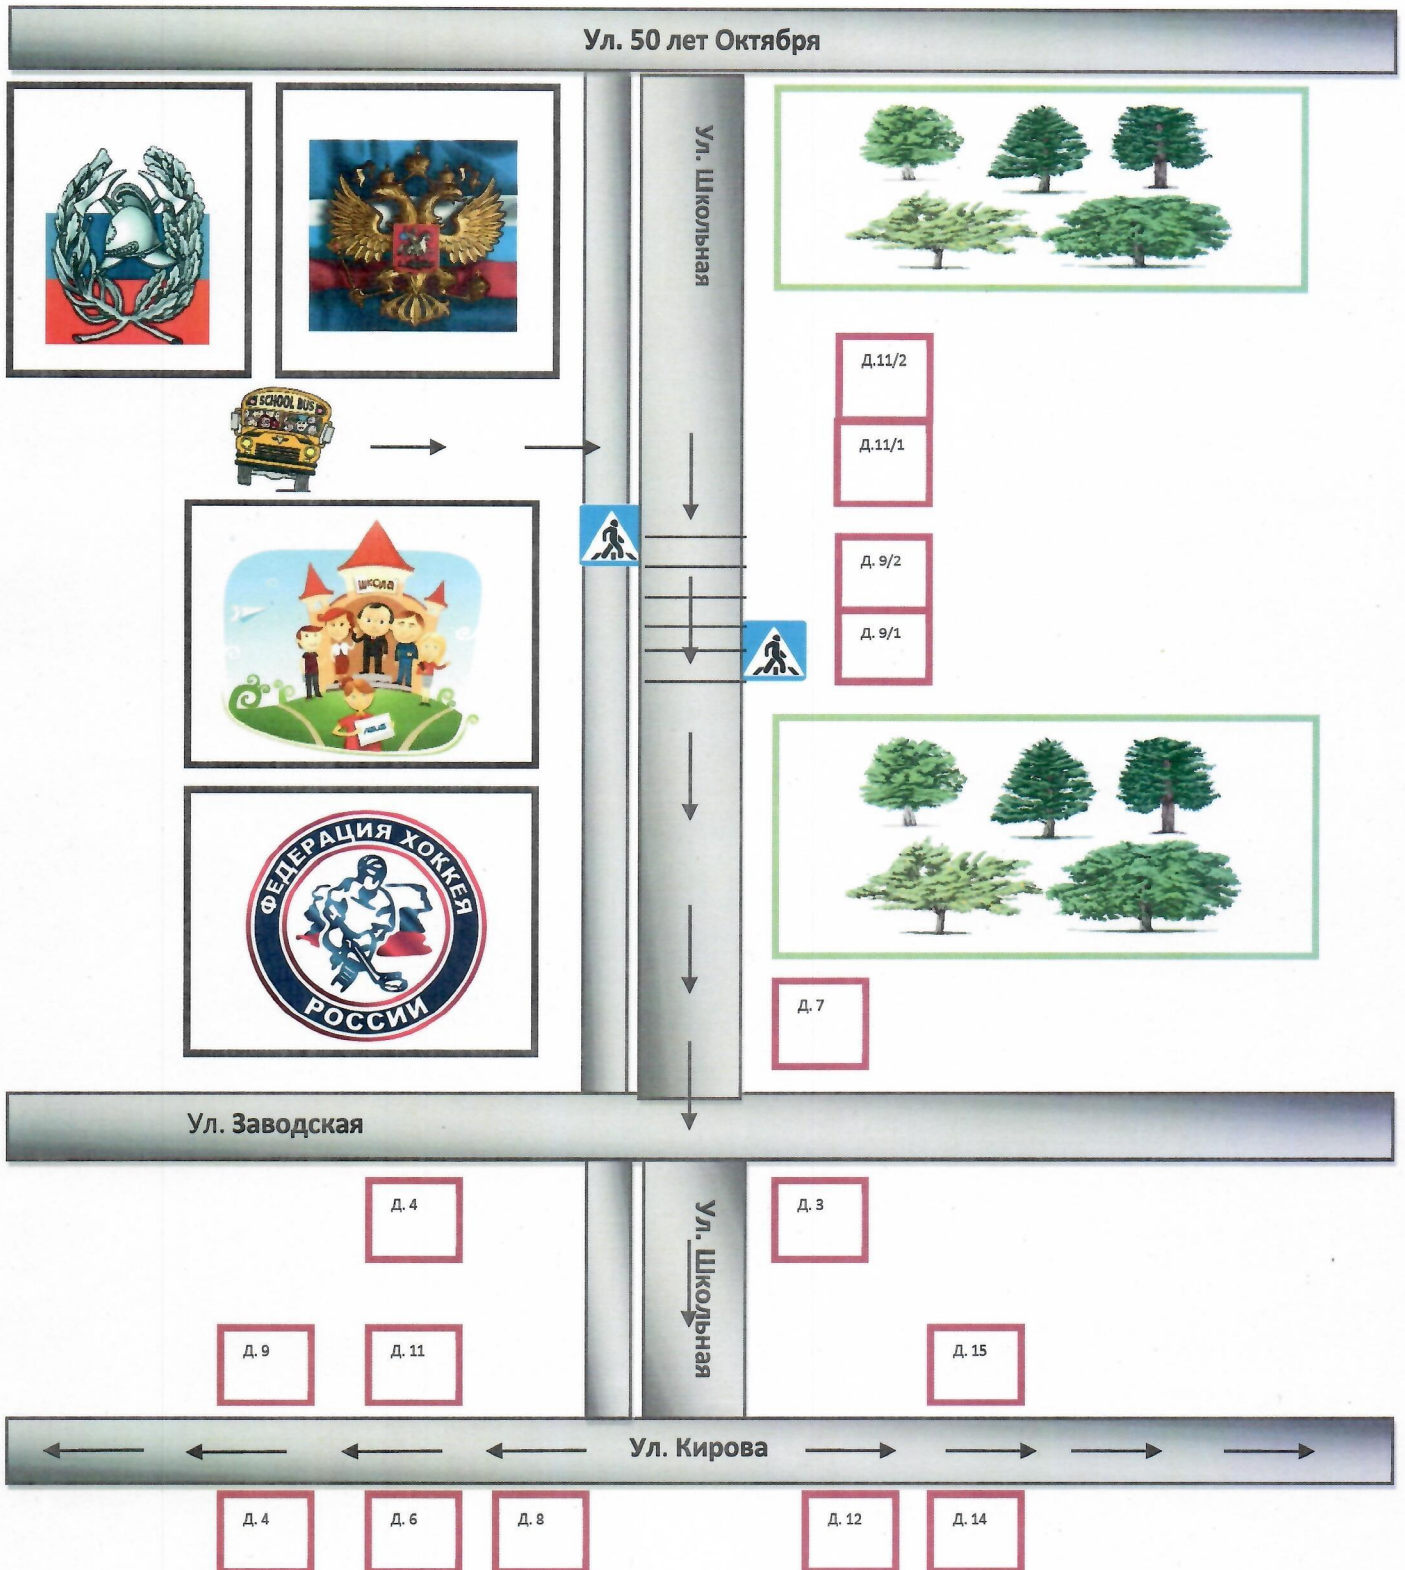 Ул. 50 лет Октября
Ул. Школьная
Д.11/2
SCHOOL BUS
Д.11/1
Д. 9/2
школа
Д. 9/1
ASUS
ФЕДЕРАЦИЯ ХОККЕЯ
РОССИИ
Д. 7
Ул. Заводская
Д. 4
Д. 3
Ул. Школьная
Д. 9
Д. 11
Д. 15
Ул. Кирова
Д. 4
Д. 6
Д. 8
Д. 12
Д. 14